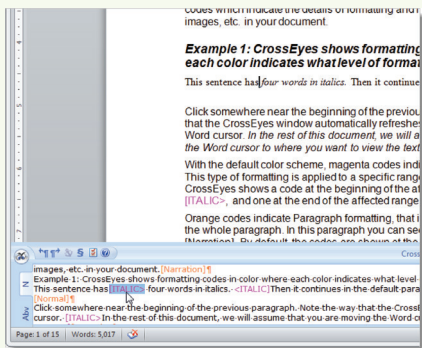 codes which indicate the details of formatting and
images, etc. in your document.
Example 1: CrossEyes shows formatting
each color indicates what level of format
This sentence has four words in italics. Then it continue
Click somewhere near the beginning of the previou
that the CrossEyes window automatically refreshe
Word cursor. In the rest of this document, we will a
the Word cursor to where you want to view the text
With the default color scheme, magenta codes indi
This type of formatting is applied to a specific rang
CrossEyes shows a code at the beginning of the af
[ITALIC>, and one at the end of the affected range
Orange codes indicate Paragraph formatting, that i
the whole paragraph. In this paragraph you can se
[Narration]. By default, the codes are shown at the
Cross
images,·etc.·in·your·document.[Narration]¶
Example·1:·CrossEyes·shows·formatting·codes·in·color·where·each·color·indicates·what·level·
This·sentence·has[ITALIC>·four·words·in·italics.·<ITALIC]Then·it·continues·in·the·default·para
[Normal]¶
Click·somewhere·near·the·beginning·of·the·previous·paragraph.·Note·the·way·that·the·CrossE
cursor.·[ITALIC>In·the·rest·of·this·document,·we·will·assume·that·you·are·moving·the·Word·c
N
Abv
Page: 1 of 15 Words: 5,017